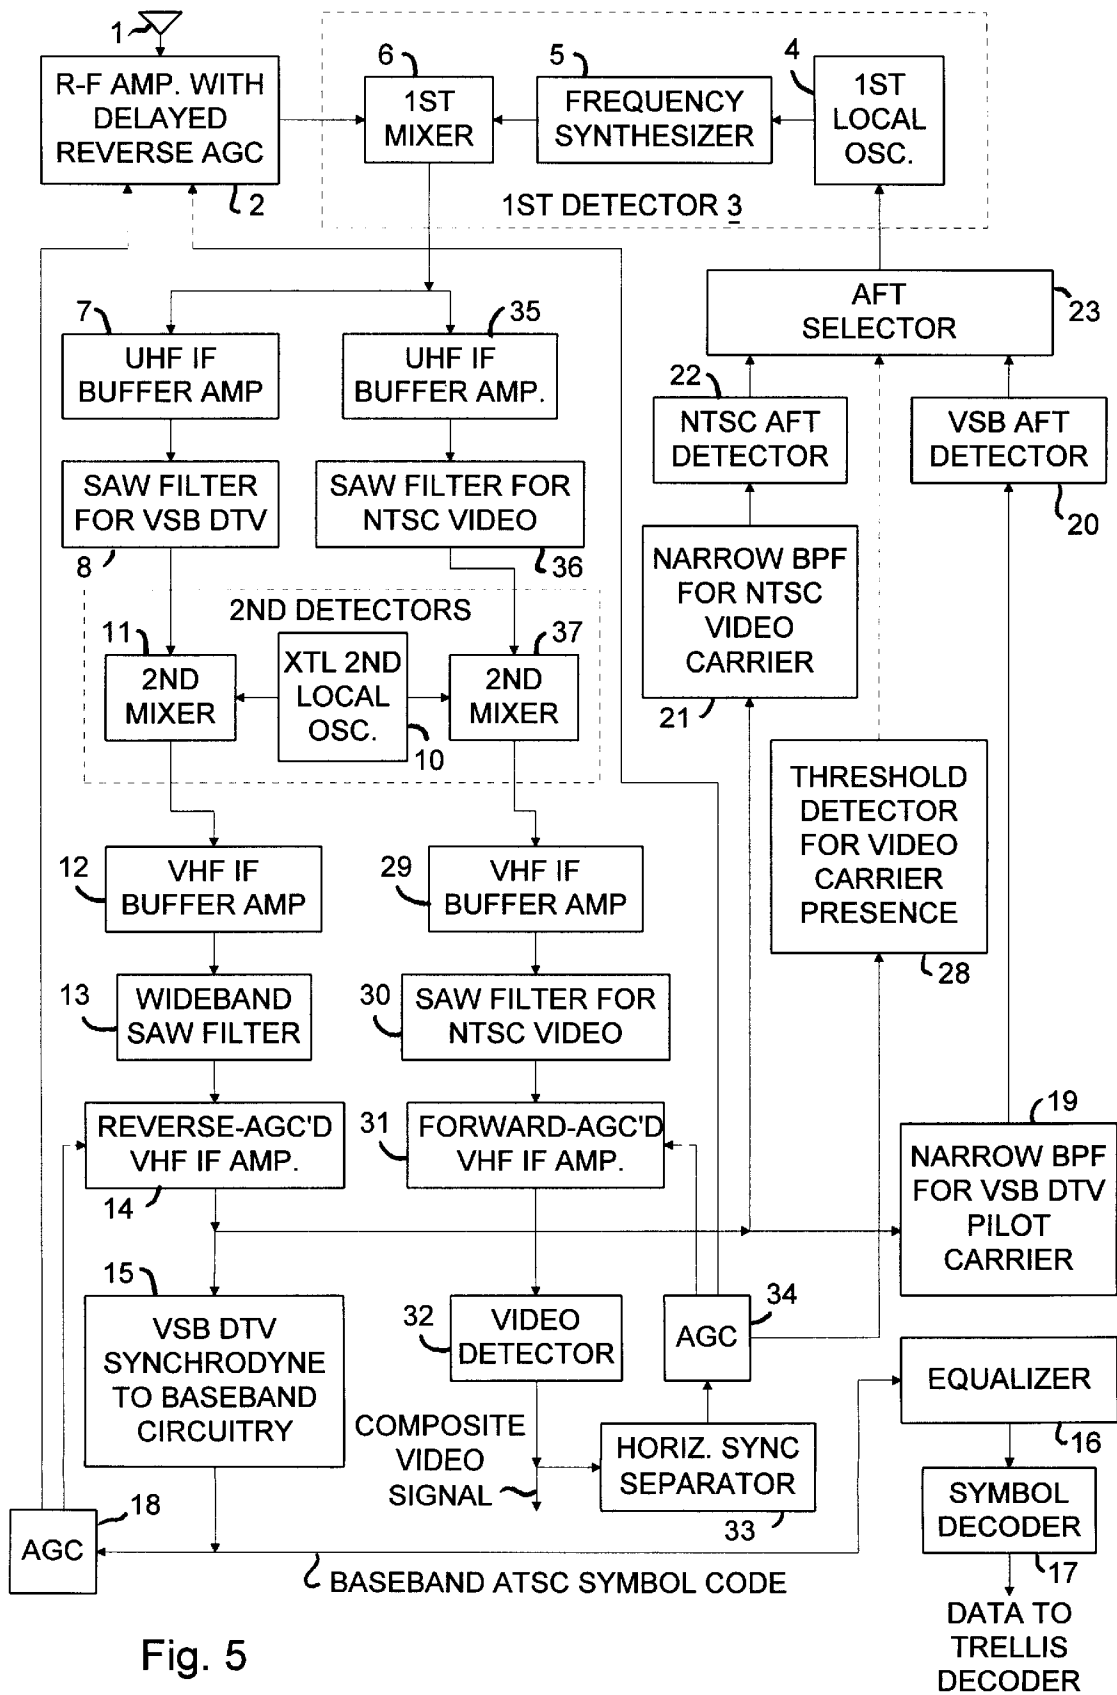 1
R-F AMP. WITH
DELAYED
REVERSE AGC
2
6
1ST
MIXER
5
FREQUENCY
SYNTHESIZER
4
1ST
LOCAL
OSC.
1ST DETECTOR 3
AFT
SELECTOR
23
7
UHF IF
BUFFER AMP
35
UHF IF
BUFFER AMP.
22
NTSC AFT
DETECTOR
VSB AFT
DETECTOR
20
SAW FILTER
FOR VSB DTV
8
SAW FILTER FOR
NTSC VIDEO
36
NARROW BPF
FOR NTSC
VIDEO
CARRIER
21
2ND DETECTORS
11
2ND
MIXER
XTL 2ND
LOCAL
OSC.
10
37
2ND
MIXER
THRESHOLD
DETECTOR
FOR VIDEO
CARRIER
PRESENCE
28
12
VHF IF
BUFFER AMP
29
VHF IF
BUFFER AMP
13
WIDEBAND
SAW FILTER
30
SAW FILTER FOR
NTSC VIDEO
REVERSE-AGC'D
VHF IF AMP.
14
31
FORWARD-AGC'D
VHF IF AMP.
19
NARROW BPF
FOR VSB DTV
PILOT
CARRIER
15
VSB DTV
SYNCHRODYNE
TO BASEBAND
CIRCUITRY
32
VIDEO
DETECTOR
34
AGC
EQUALIZER
16
COMPOSITE
VIDEO
SIGNAL
HORIZ. SYNC
SEPARATOR
33
SYMBOL
DECODER
17
18
AGC
BASEBAND ATSC SYMBOL CODE
DATA TO
TRELLIS
DECODER
Fig. 5